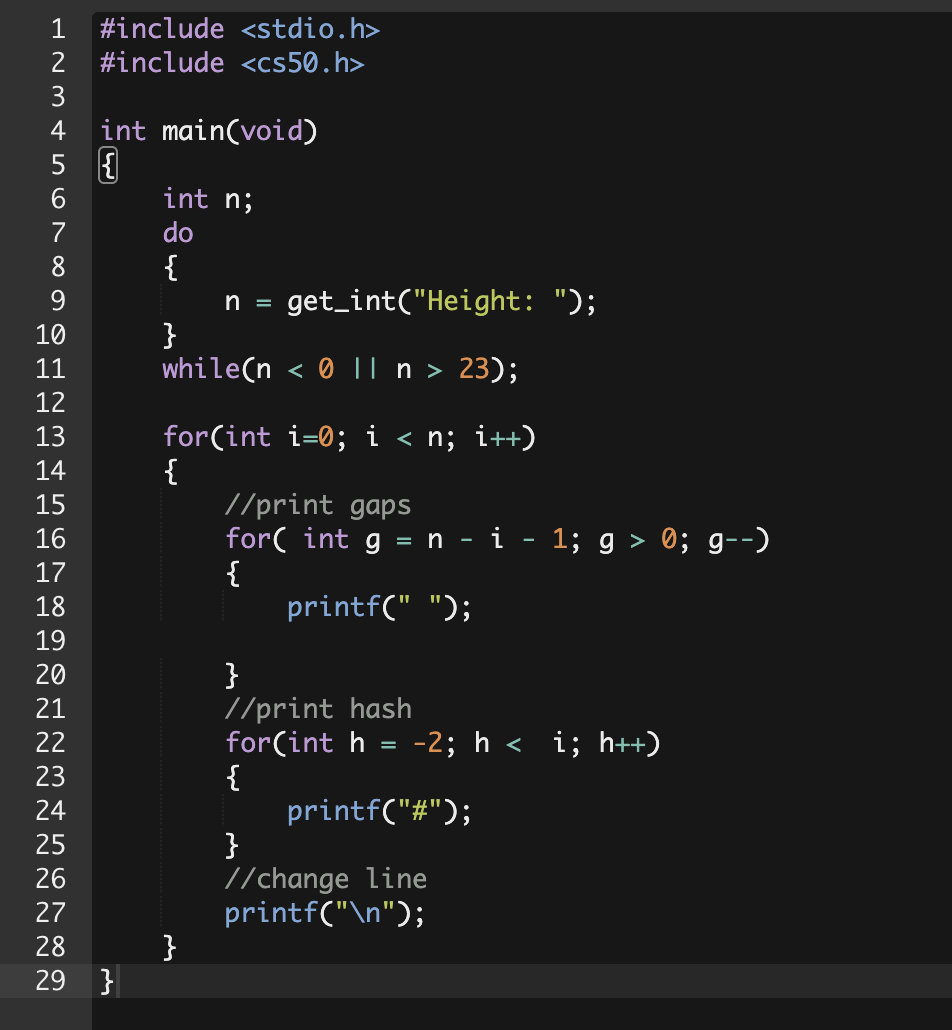 1 #include <stdio.h>
2 #include <cs50.h>
3
4 int main(void)
5 {
6     int n;
7     do
8     {
9         n = get_int("Height: ");
10     }
11     while(n < 0 || n > 23);
12
13     for(int i=0; i < n; i++)
14     {
15         //print gaps
16         for( int g = n - i - 1; g > 0; g--)
17         {
18             printf(" ");
19
20         }
21         //print hash
22         for(int h = -2; h <  i; h++)
23         {
24             printf("#");
25         }
26         //change line
27         printf("\n");
28     }
29 }